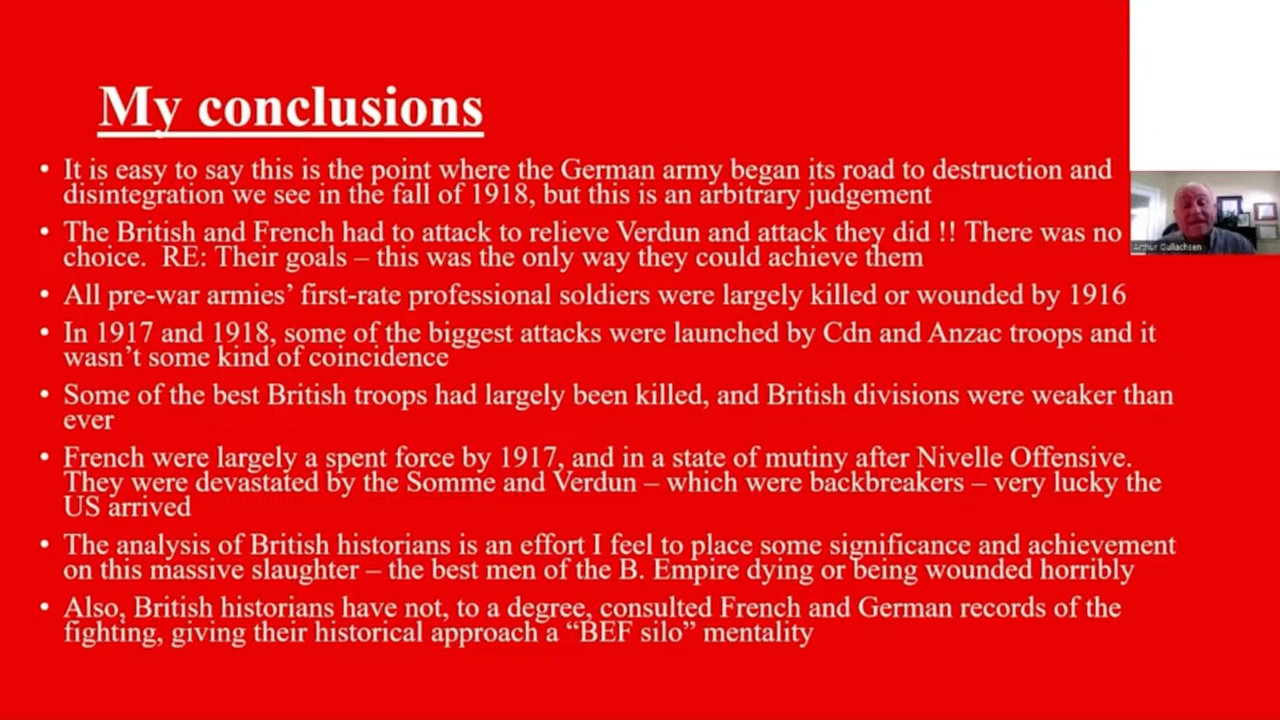 My conclusions
• It is easy to say this is the point where the German army began its road to destruction and
disintegration we see in the fall of 1918, but this is an arbitrary judgement
• The British and French had to attack to relieve Verdun and attack they did !! There was no
choice. RE: Their goals – this was the only way they could achieve them
• All pre-war armies’ first-rate professional soldiers were largely killed or wounded by 1916
• In 1917 and 1918, some of the biggest attacks were launched by Cdn and Anzac troops and it
wasn’t some kind of coincidence
• Some of the best British troops had largely been killed, and British divisions were weaker than
ever
• French were largely a spent force by 1917, and in a state of mutiny after Nivelle Offensive.
They were devastated by the Somme and Verdun – which were backbreakers – very lucky the
US arrived
• The analysis of British historians is an effort I feel to place some significance and achievement
on this massive slaughter – the best men of the B. Empire dying or being wounded horribly
• Also, British historians have not, to a degree, consulted French and German records of the
fighting, giving their historical approach a “BEF silo” mentality
Arthur Gullachsen